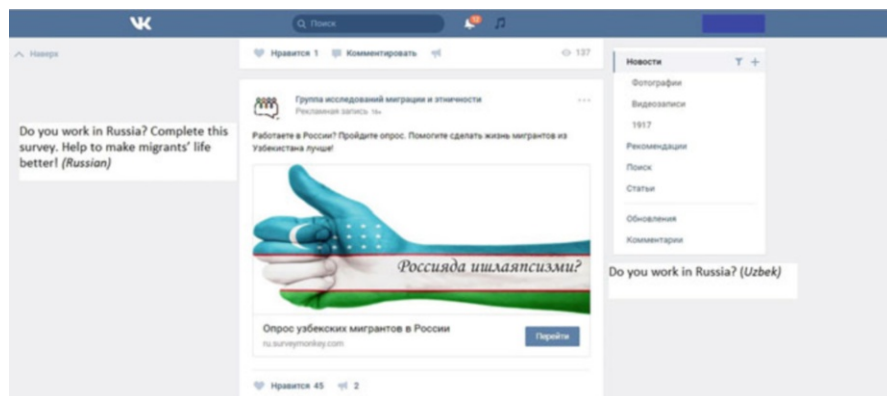 Поиск
12
Наверх
Нравится 1 Комментировать 137
Новости
Фотографии
Видеозаписи
1917
Рекомендации
Поиск
Статьи
Обновления
Комментарии
Группа исследований миграции и этничности
Рекламная запись 16+
Работаете в России? Пройдите опрос. Помогите сделать жизнь мигрантов из
Узбекистана лучше!
Do you work in Russia? Complete this
survey. Help to make migrants' life
better! (Russian)
Россияда ишлаяпсизми?
Do you work in Russia? (Uzbek)
Опрос узбекских мигрантов в России
ru.surveymonkey.com
Перейти
Нравится 45 2